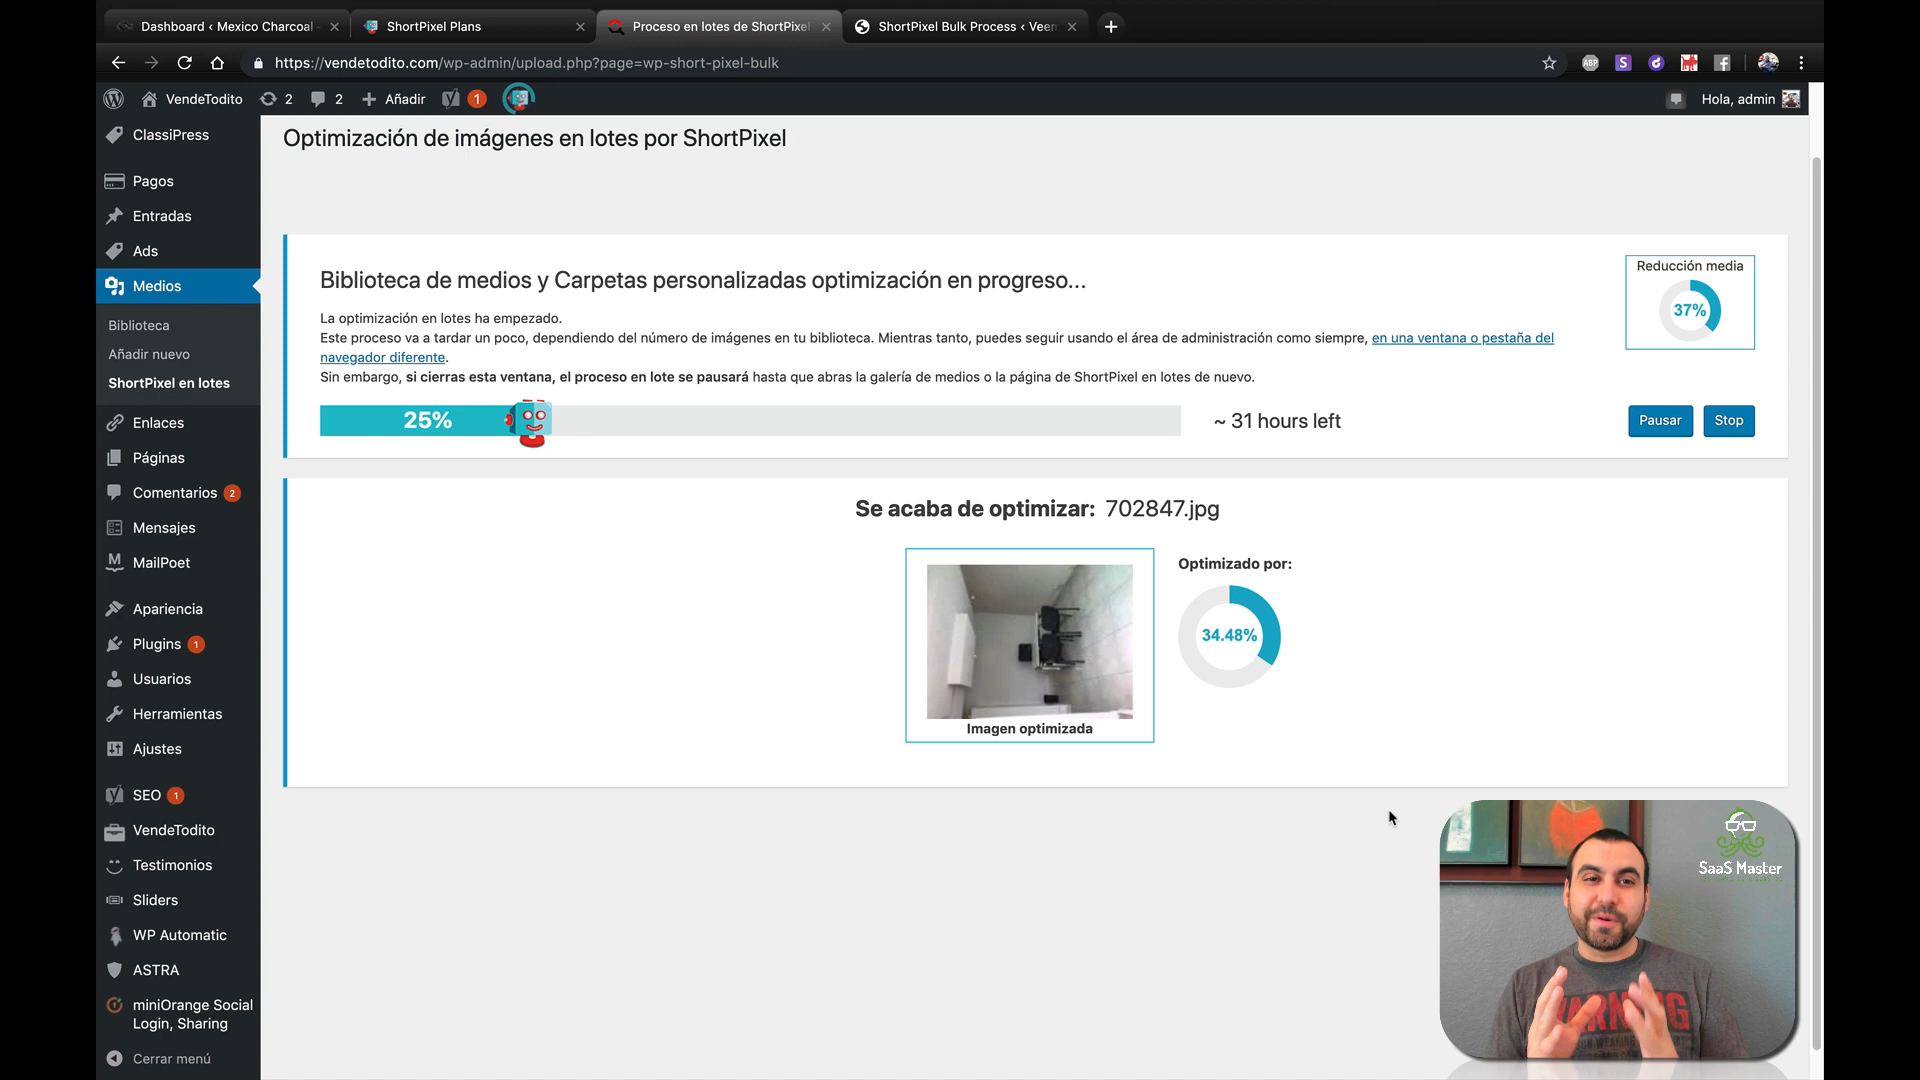 Dashboard ‹ Mexico Charcoal
ShortPixel Plans
Proceso en lotes de ShortPixel
ShortPixel Bulk Process ‹ Veem
https://vendetodito.com/wp-admin/upload.php?page=wp-short-pixel-bulk
ABP
S
VendeTodito
2
2
Añadir
1
Hola, admin
ClassiPress
Pagos
Entradas
Ads
Medios
Biblioteca
Añadir nuevo
ShortPixel en lotes
Enlaces
Páginas
Comentarios 2
Mensajes
MailPoet
Apariencia
Plugins 1
Usuarios
Herramientas
Ajustes
SEO 1
VendeTodito
Testimonios
Sliders
WP Automatic
ASTRA
miniOrange Social
Login, Sharing
Cerrar menú
Optimización de imágenes en lotes por ShortPixel
Biblioteca de medios y Carpetas personalizadas optimización en progreso...
La optimización en lotes ha empezado.
Este proceso va a tardar un poco, dependiendo del número de imágenes en tu biblioteca. Mientras tanto, puedes seguir usando el área de administración como siempre, en una ventana o pestaña del
navegador diferente.
Sin embargo, si cierras esta ventana, el proceso en lote se pausará hasta que abras la galería de medios o la página de ShortPixel en lotes de nuevo.
Reducción media
37%
25%
~ 31 hours left
Pausar
Stop
Se acaba de optimizar: 702847.jpg
Imagen optimizada
Optimizado por:
34.48%
SaaS Master